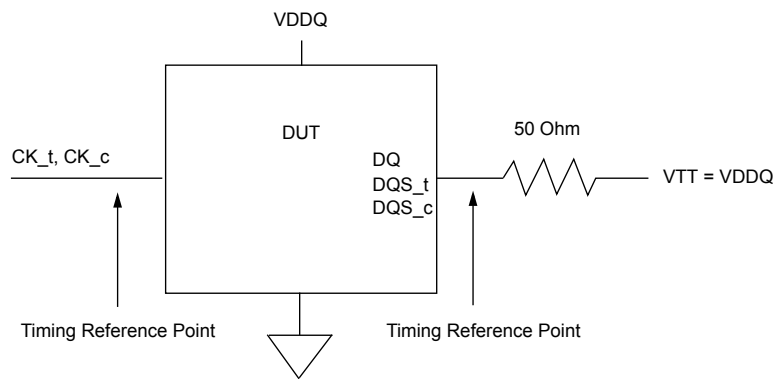 VDDQ
DUT
50 Ohm
CK_t, CK_c
DQ
DQS_t
DQS_c
VTT = VDDQ
Timing Reference Point
Timing Reference Point